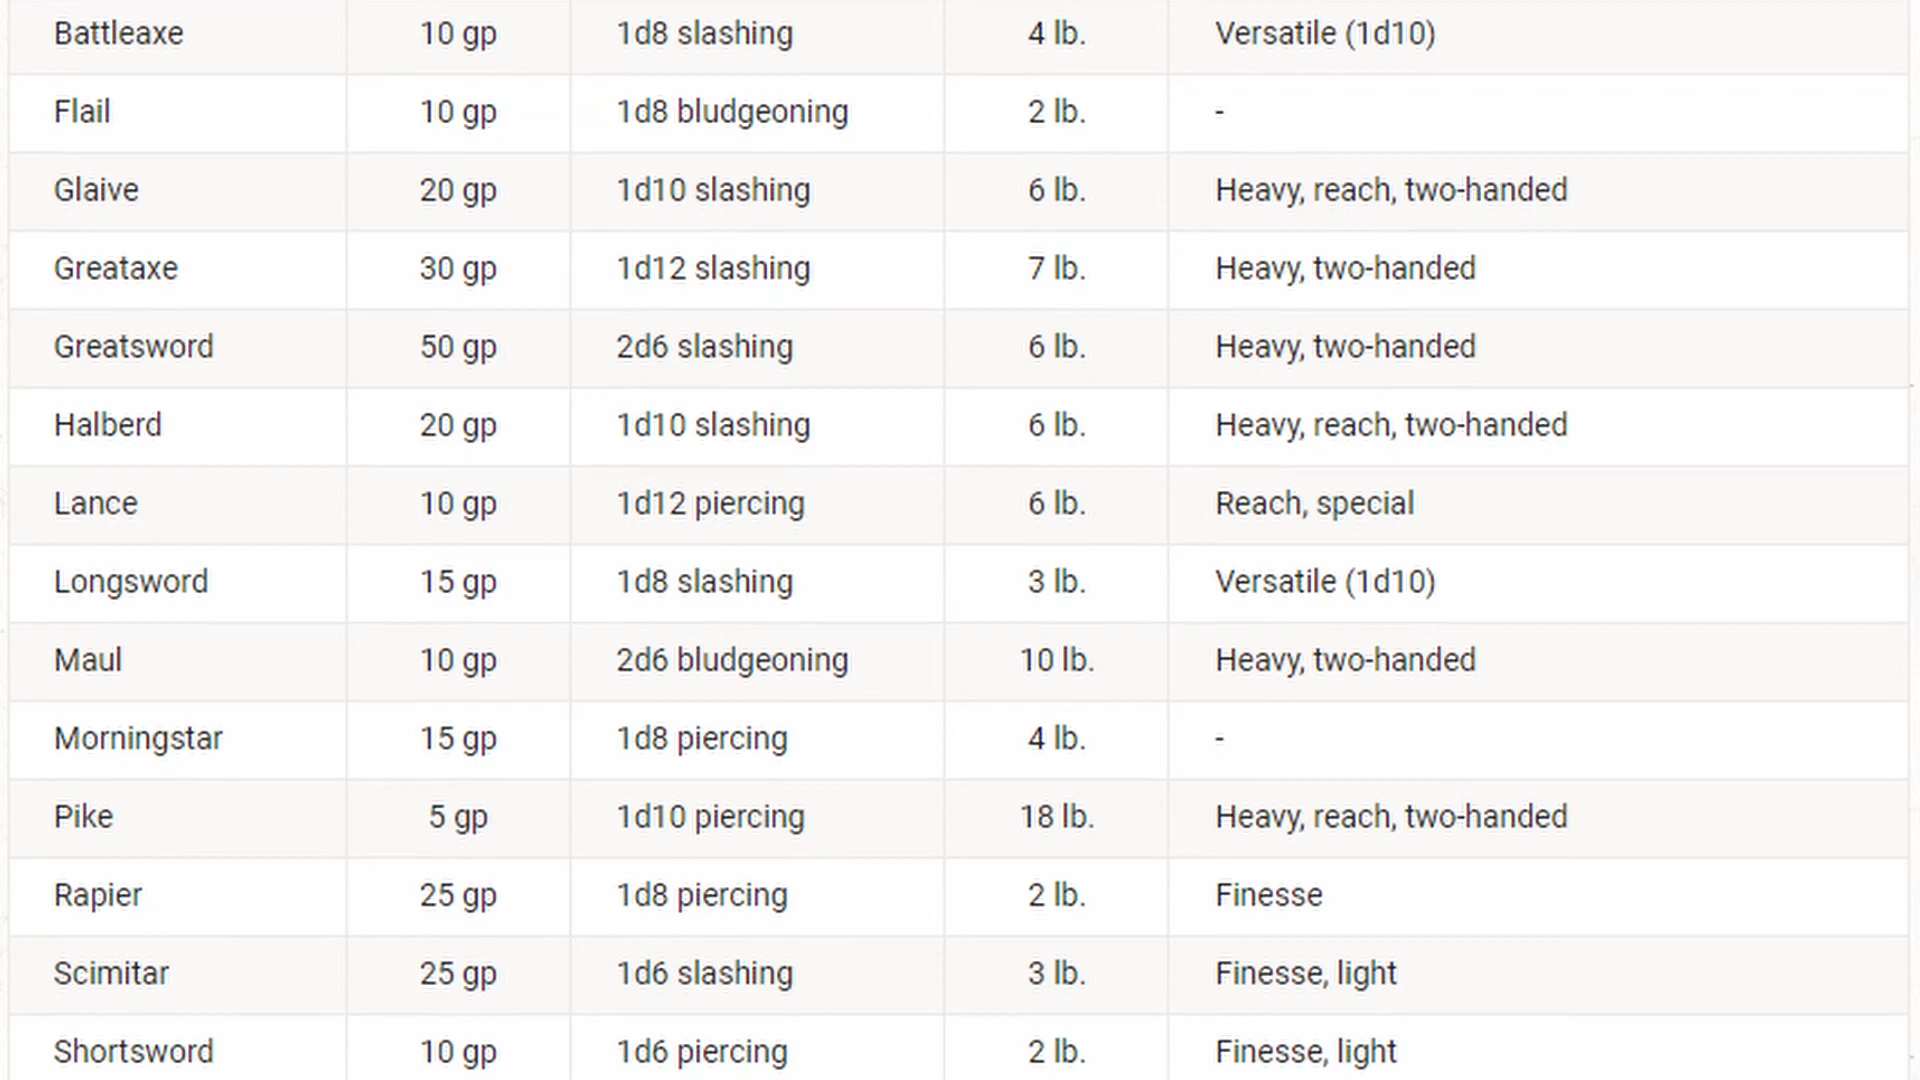 Battleaxe 10 gp 1d8 slashing 4 lb. Versatile (1d10)
Flail 10 gp 1d8 bludgeoning 2 lb. -
Glaive 20 gp 1d10 slashing 6 lb. Heavy, reach, two-handed
Greataxe 30 gp 1d12 slashing 7 lb. Heavy, two-handed
Greatsword 50 gp 2d6 slashing 6 lb. Heavy, two-handed
Halberd 20 gp 1d10 slashing 6 lb. Heavy, reach, two-handed
Lance 10 gp 1d12 piercing 6 lb. Reach, special
Longsword 15 gp 1d8 slashing 3 lb. Versatile (1d10)
Maul 10 gp 2d6 bludgeoning 10 lb. Heavy, two-handed
Morningstar 15 gp 1d8 piercing 4 lb. -
Pike 5 gp 1d10 piercing 18 lb. Heavy, reach, two-handed
Rapier 25 gp 1d8 piercing 2 lb. Finesse
Scimitar 25 gp 1d6 slashing 3 lb. Finesse, light
Shortsword 10 gp 1d6 piercing 2 lb. Finesse, light